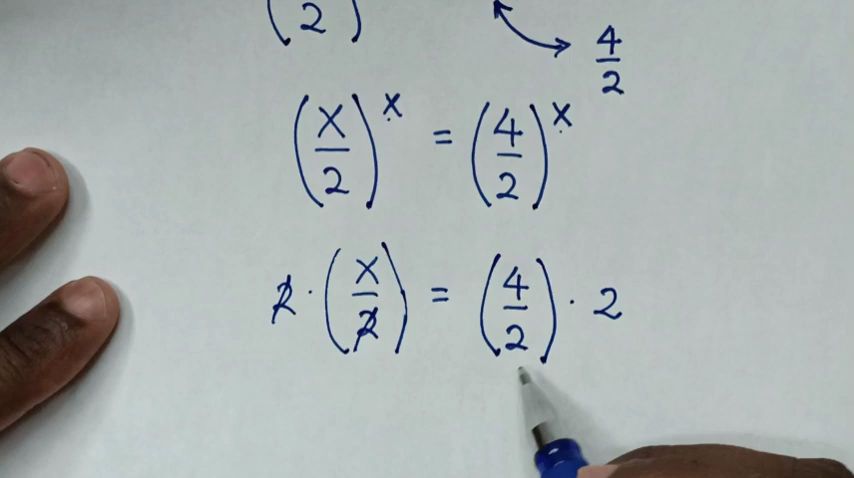 (2)
4/2
(x/2)^x = (4/2)^x
2 · (x/2) = (4/2) · 2